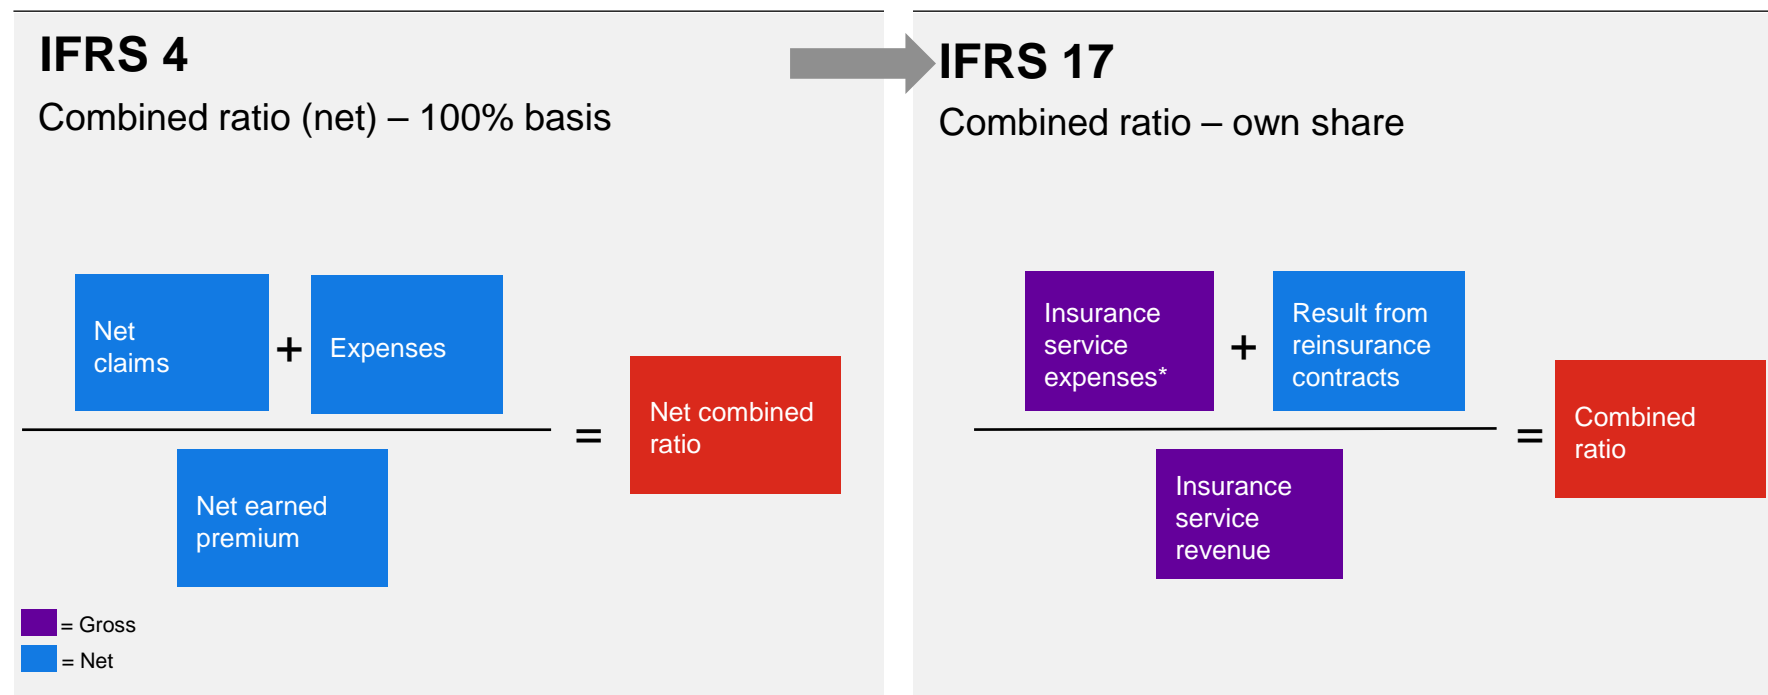 IFRS 4
Combined ratio (net) – 100% basis
Net
claims
+
Expenses
Net earned
premium
=
Net combined
ratio
= Gross
= Net
IFRS 17
Combined ratio – own share
Insurance
service
expenses*
+
Result from
reinsurance
contracts
Insurance
service
revenue
=
Combined
ratio